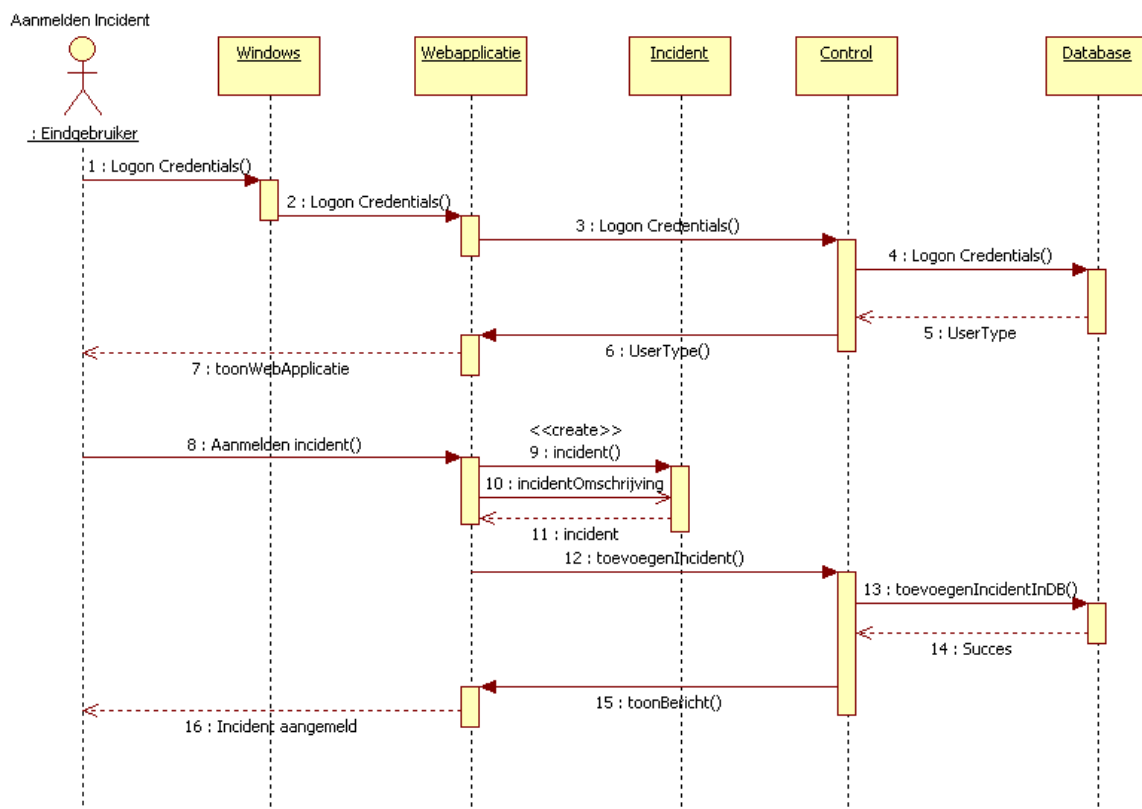 Aanmelden Incident
Windows
Webapplicatie
Incident
Control
Database
: Eindgebruiker
1 : Logon Credentials()
2 : Logon Credentials()
3 : Logon Credentials()
4 : Logon Credentials()
5 : UserType
6 : UserType()
7 : toonWebApplicatie
8 : Aanmelden incident()
<<create>>
9 : incident()
10 : incidentOmschrijving
11 : incident
12 : toevoegenIncident()
13 : toevoegenIncidentInDB()
14 : Succes
15 : toonBericht()
16 : Incident aangemeld